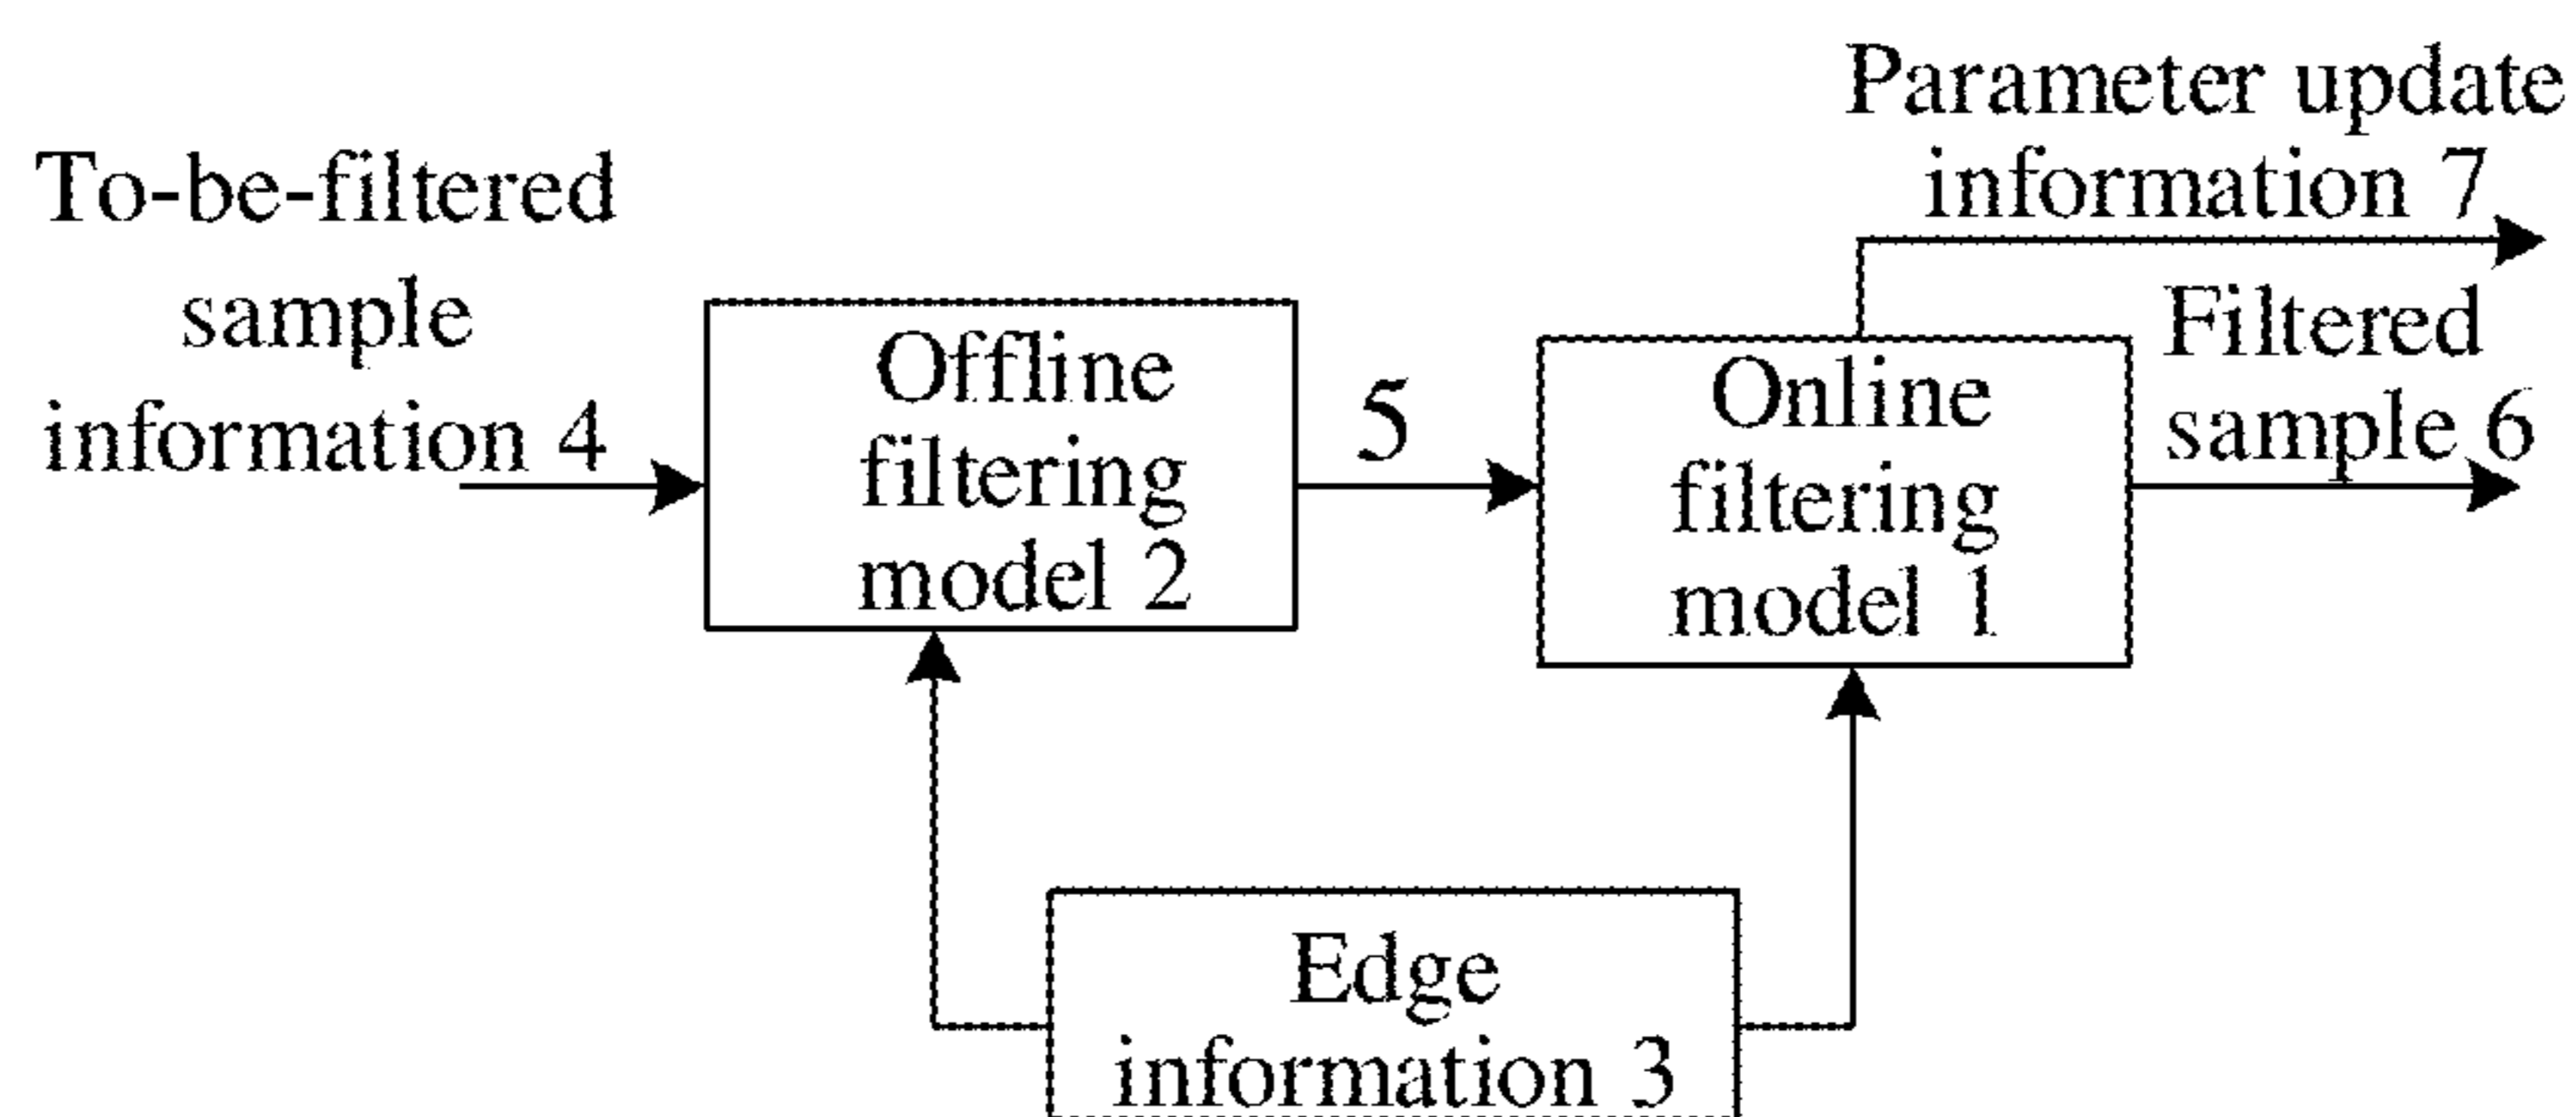 To-be-filtered
sample
information 4
Offline
filtering
model 2
5
Online
filtering
model 1
Parameter update
information 7
Filtered
sample 6
Edge
information 3